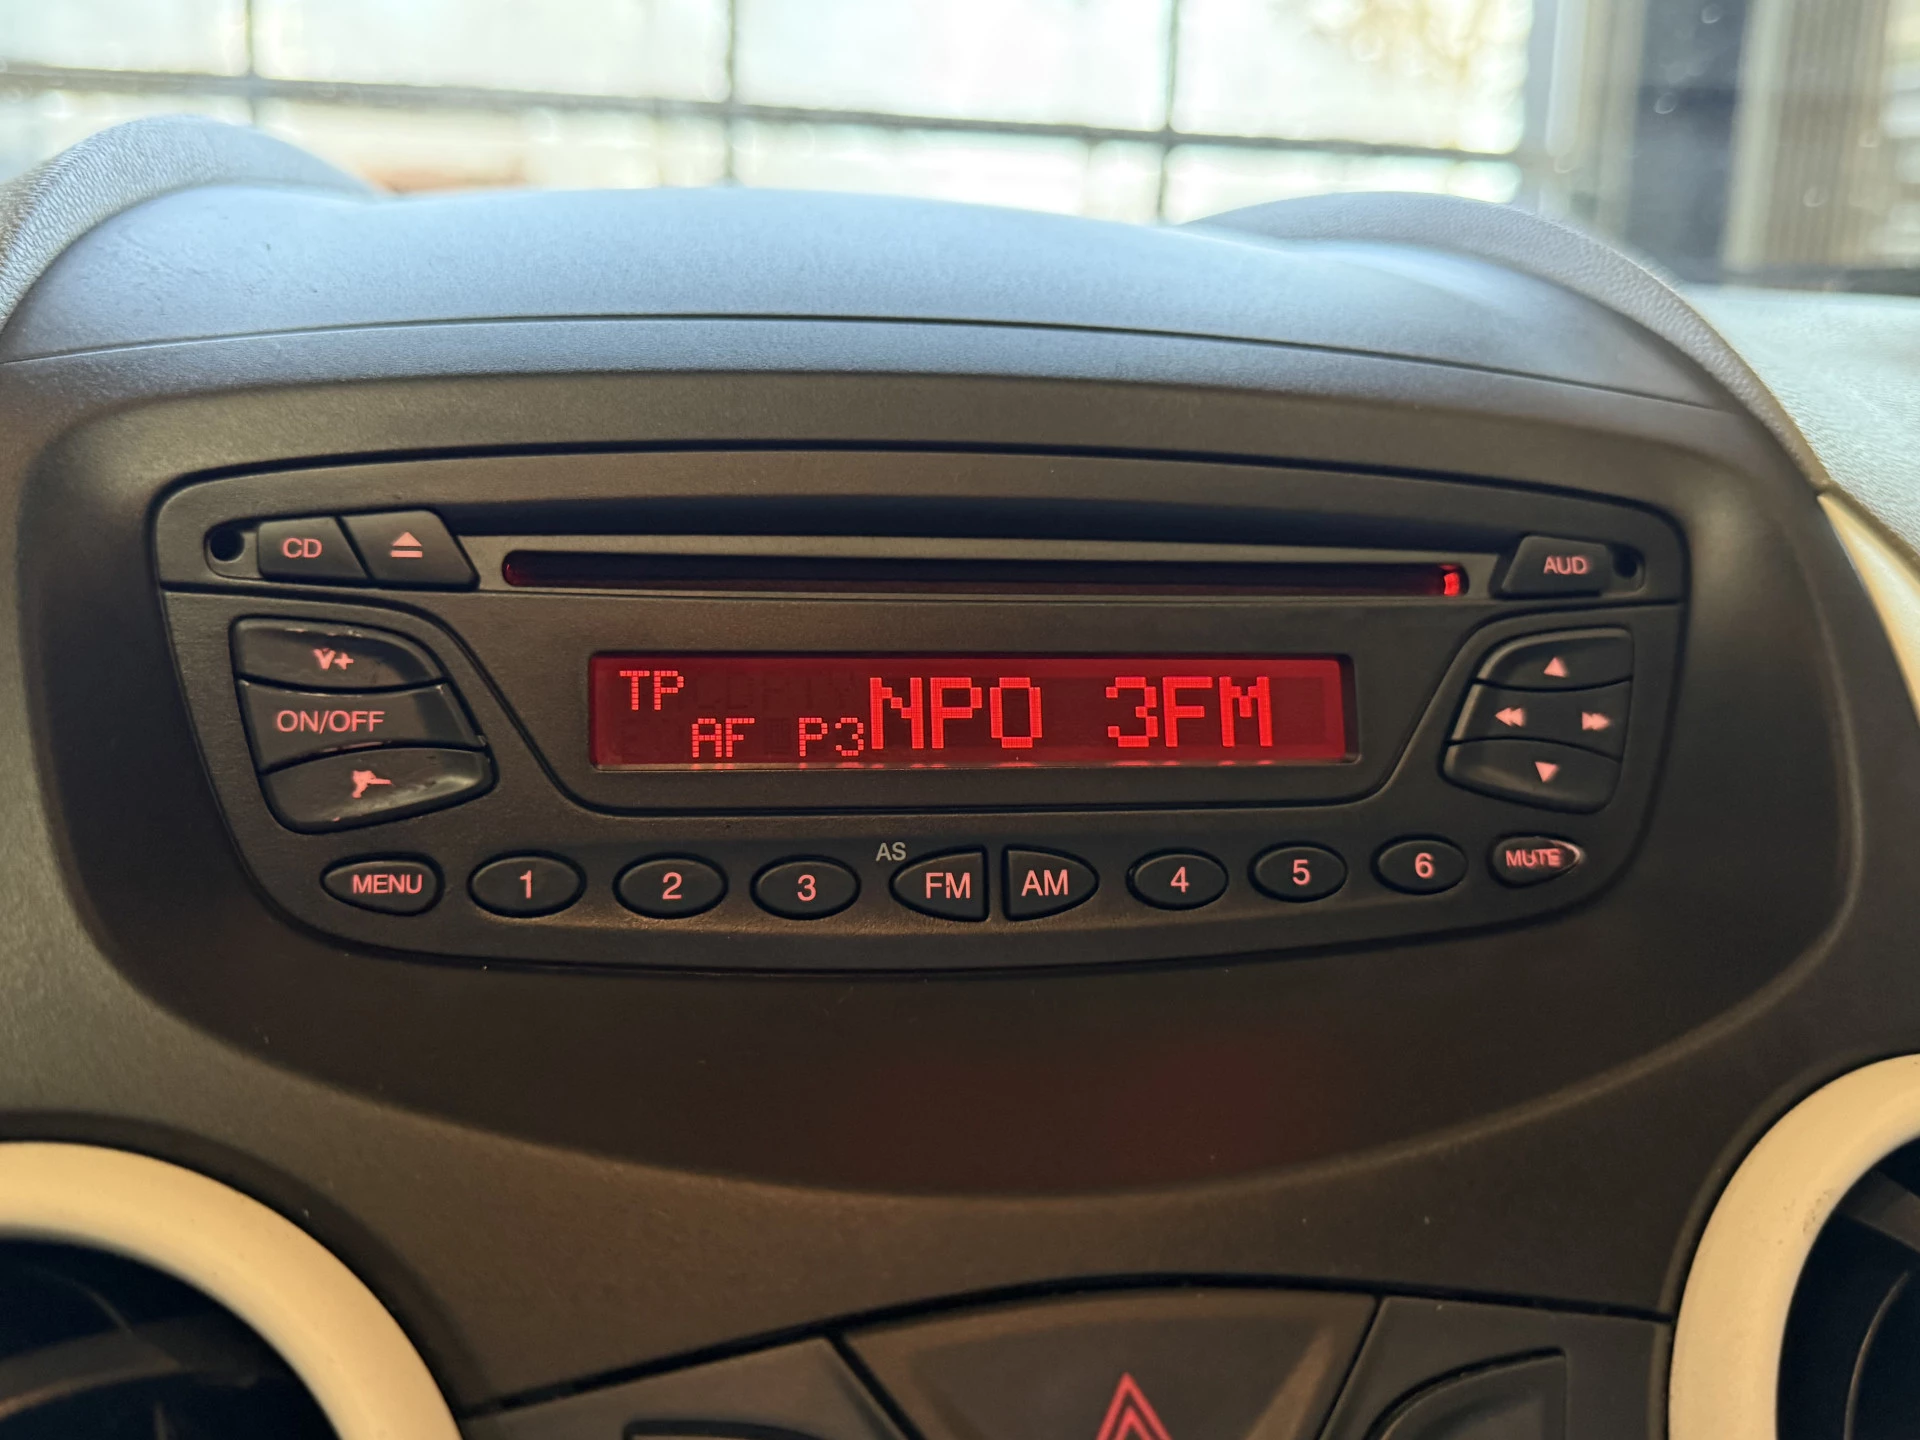 CD
AUD
V+
ON/OFF
TP
AF P3
NPO 3FM
AS
MENU 1 2 3 FM AM 4 5 6 MUTE